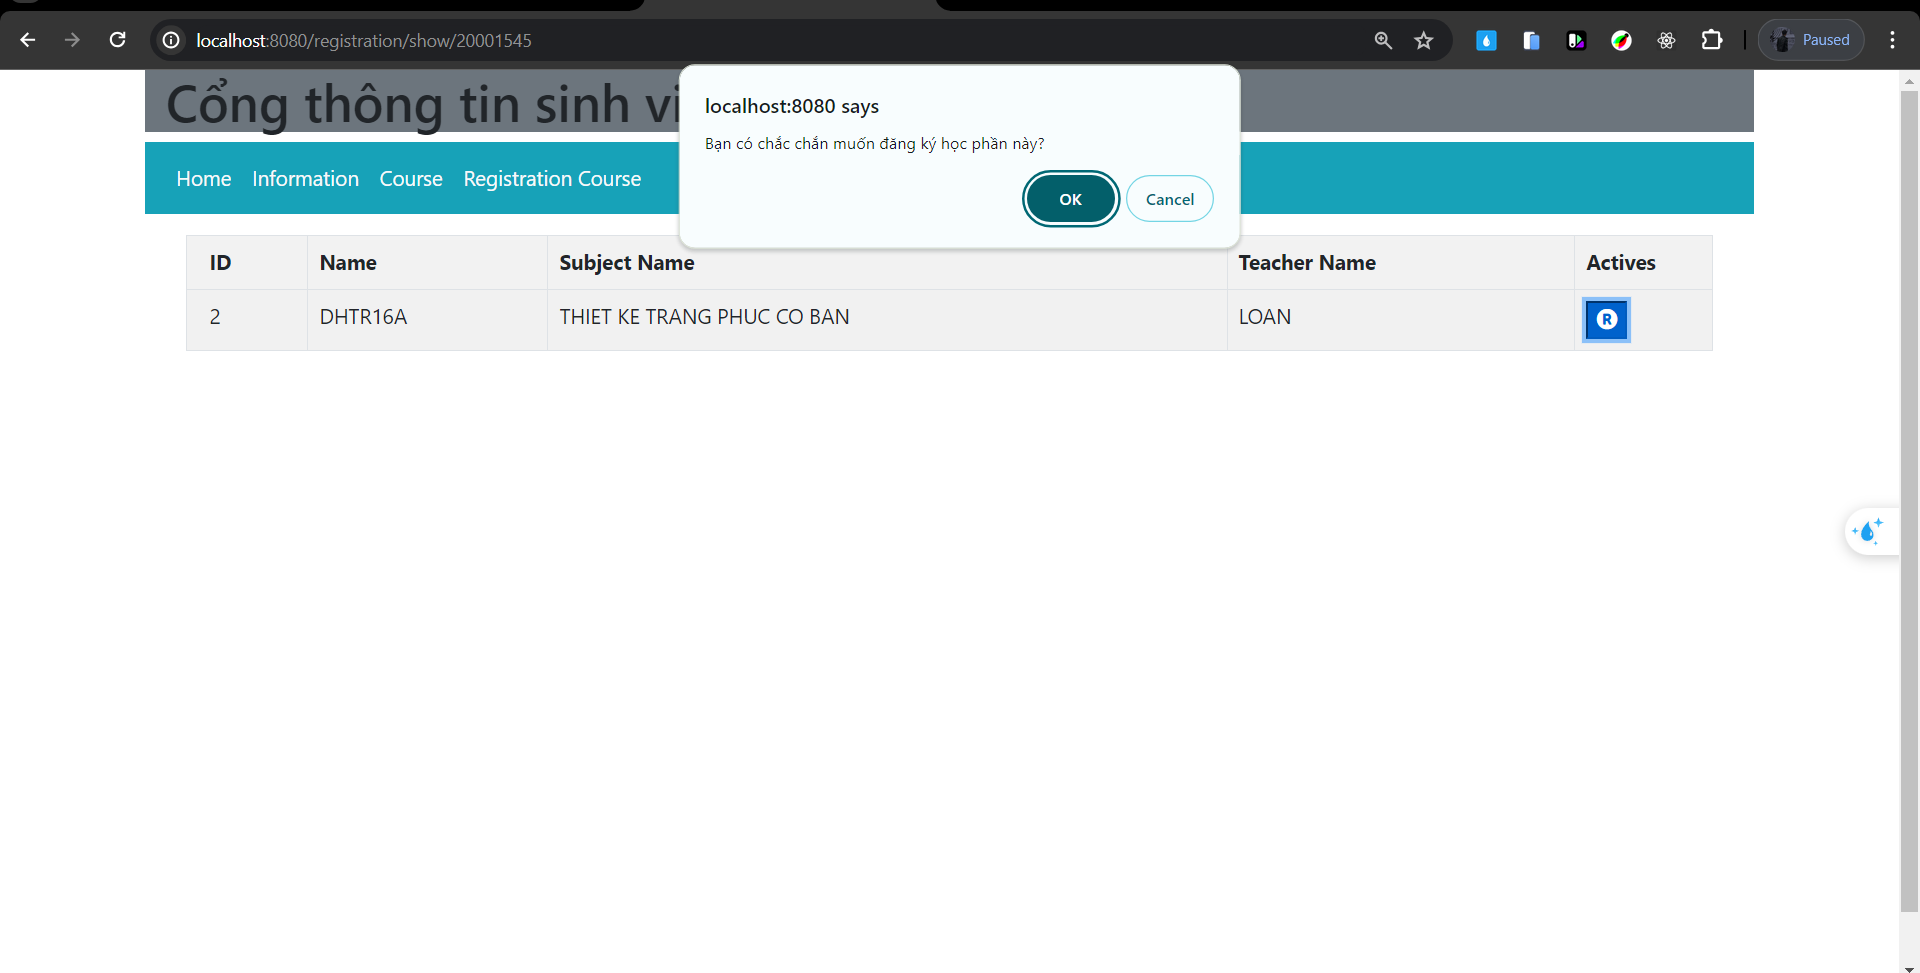 localhost:8080/registration/show/20001545
Paused
Cổng thông tin sinh vi
localhost:8080 says
Bạn có chắc chắn muốn đăng ký học phần này?
OK Cancel
Home Information Course Registration Course
ID Name Subject Name Teacher Name Actives
2 DHTR16A THIET KE TRANG PHUC CO BAN LOAN R